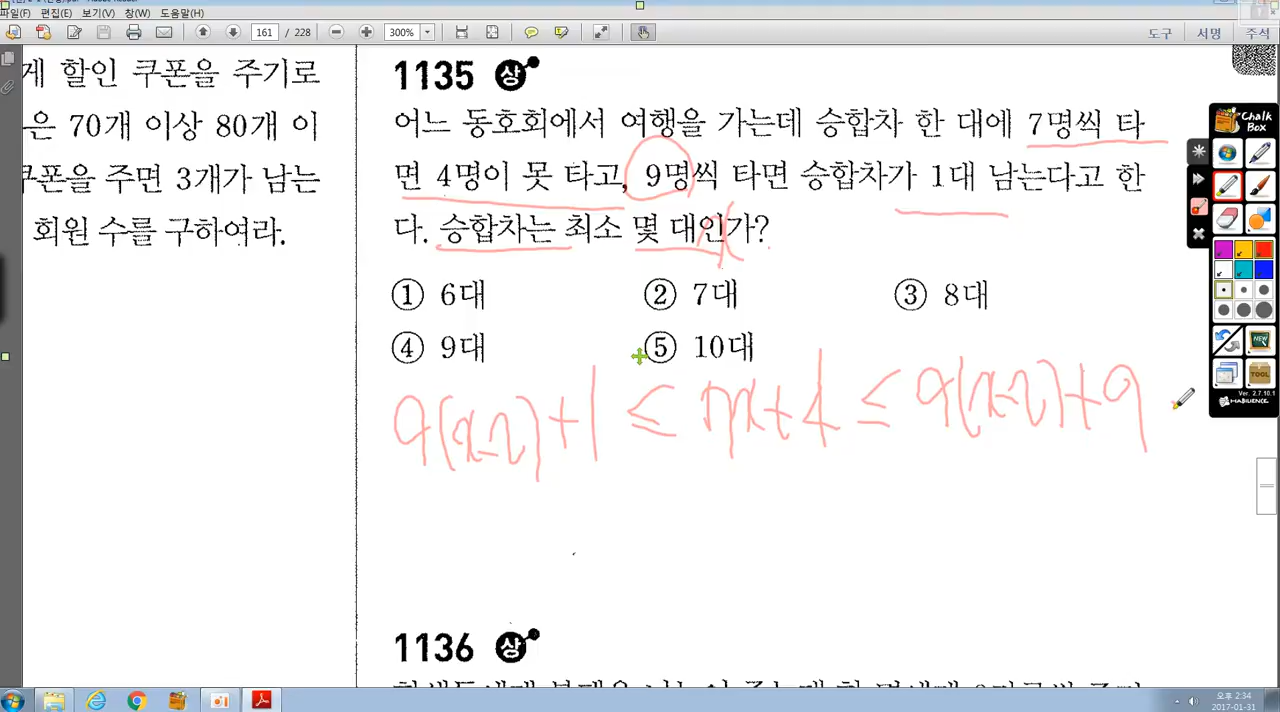 파일(F) 편집(E) 보기(V) 창(W) 도움말(H)
161 / 228 300% 도구 서명 주석
게 할인 쿠폰을 주기로
은 70개 이상 80개 이
쿠폰을 주면 3개가 남는
회원 수를 구하여라.
1135 상
어느 동호회에서 여행을 가는데 승합차 한 대에 7명씩 타
면 4명이 못 타고, 9명씩 타면 승합차가 1대 남는다고 한
다. 승합차는 최소 몇 대인가?
x
① 6대 ② 7대 ③ 8대
④ 9대 ⑤ 10대
9(x-2)+1 ≤ 7x+4 ≤ 9(x-2)+9
1136 상
Chalk Box
NEW
TOOL
Ver. 2.7.10.1
HABILIENCE
오후 2:34
2017-01-31